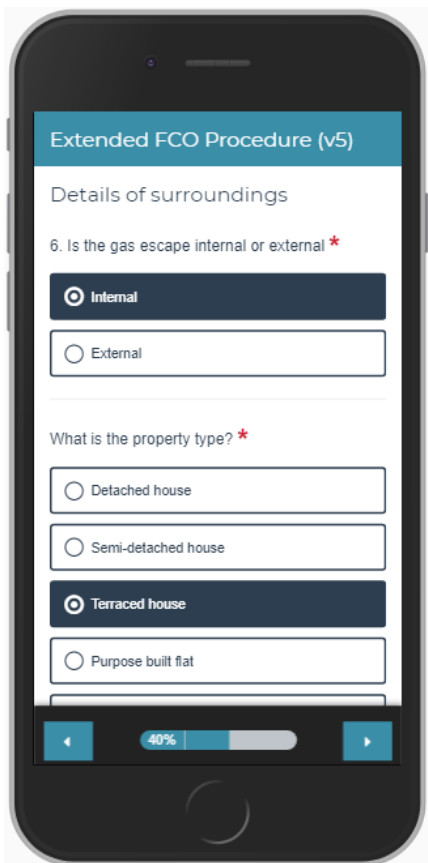 Extended FCO Procedure (v5)
Details of surroundings
6. Is the gas escape internal or external *
Internal
External
What is the property type? *
Detached house
Semi-detached house
Terraced house
Purpose built flat
40%